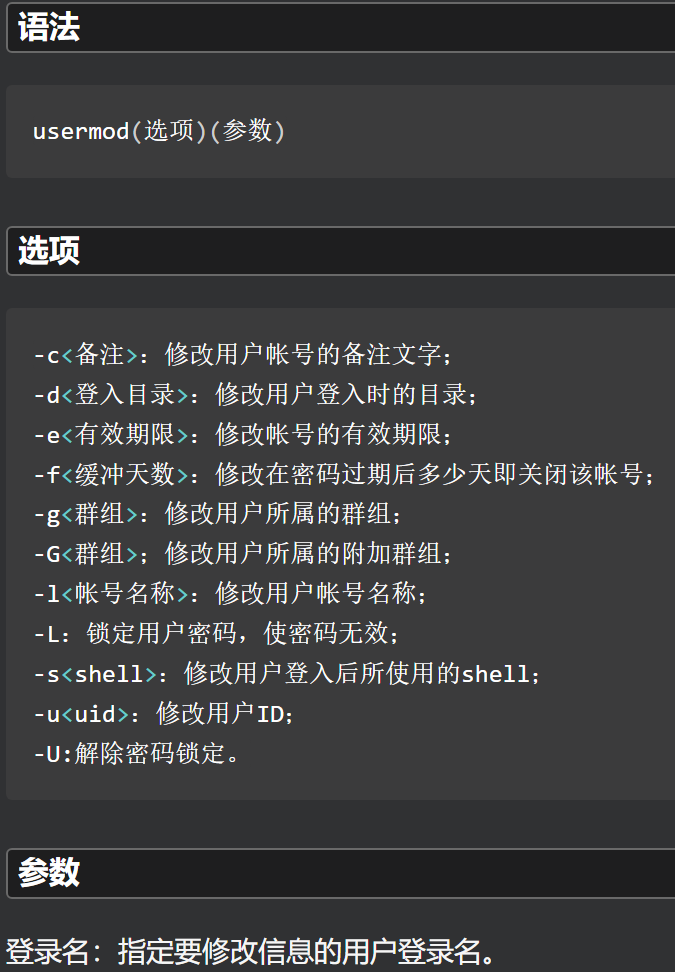 语法
usermod(选项)(参数)
选项
-c<备注>：修改用户帐号的备注文字；
-d<登入目录>：修改用户登入时的目录；
-e<有效期限>：修改帐号的有效期限；
-f<缓冲天数>：修改在密码过期后多少天即关闭该帐号；
-g<群组>：修改用户所属的群组；
-G<群组>；修改用户所属的附加群组；
-l<帐号名称>：修改用户帐号名称；
-L：锁定用户密码，使密码无效；
-s<shell>：修改用户登入后所使用的shell；
-u<uid>：修改用户ID；
-U:解除密码锁定。
参数
登录名：指定要修改信息的用户登录名。